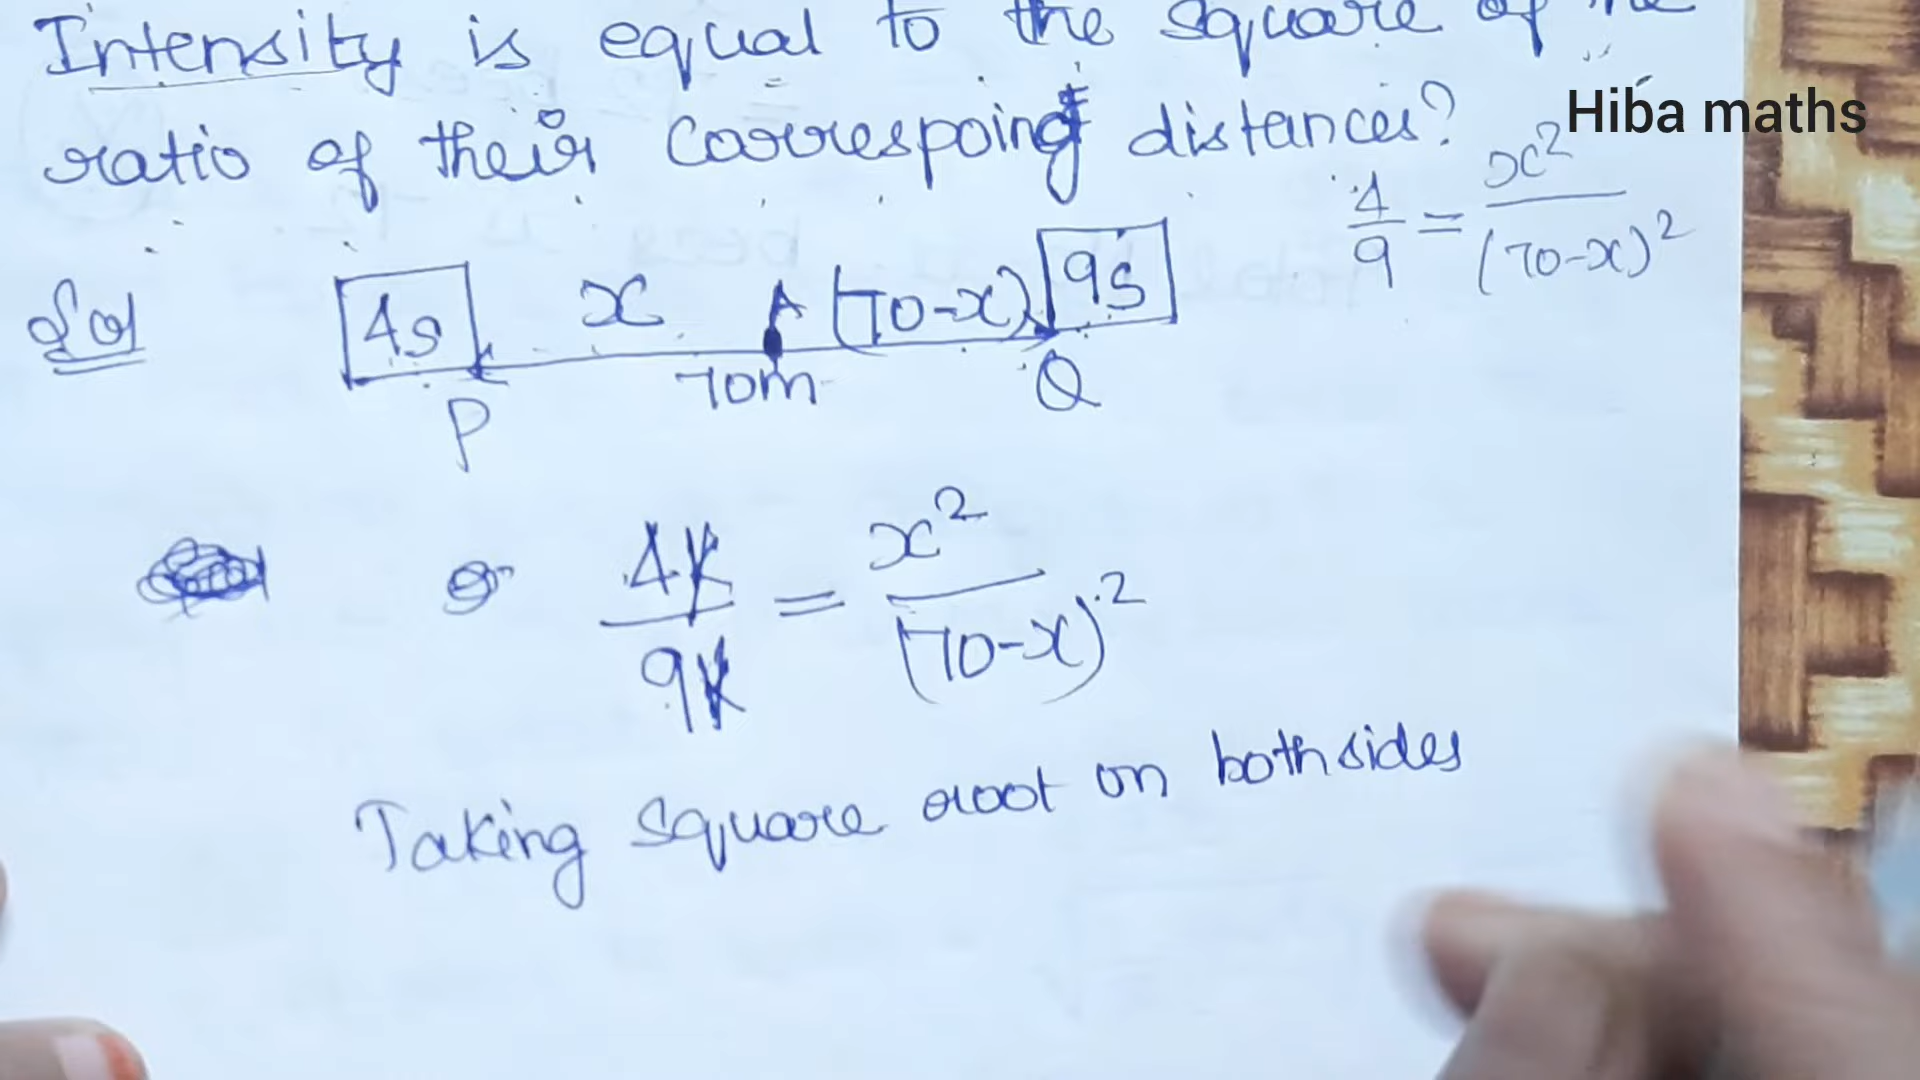 Intensity is equal to the square of the
Hiba maths
ratio of their correspoing distances?
4/9 = x²/(70-x)²
Sol 4s x A (70-x) 9s
P 70m Q
4k/9k = x²/(70-x)²
Taking square root on both sides